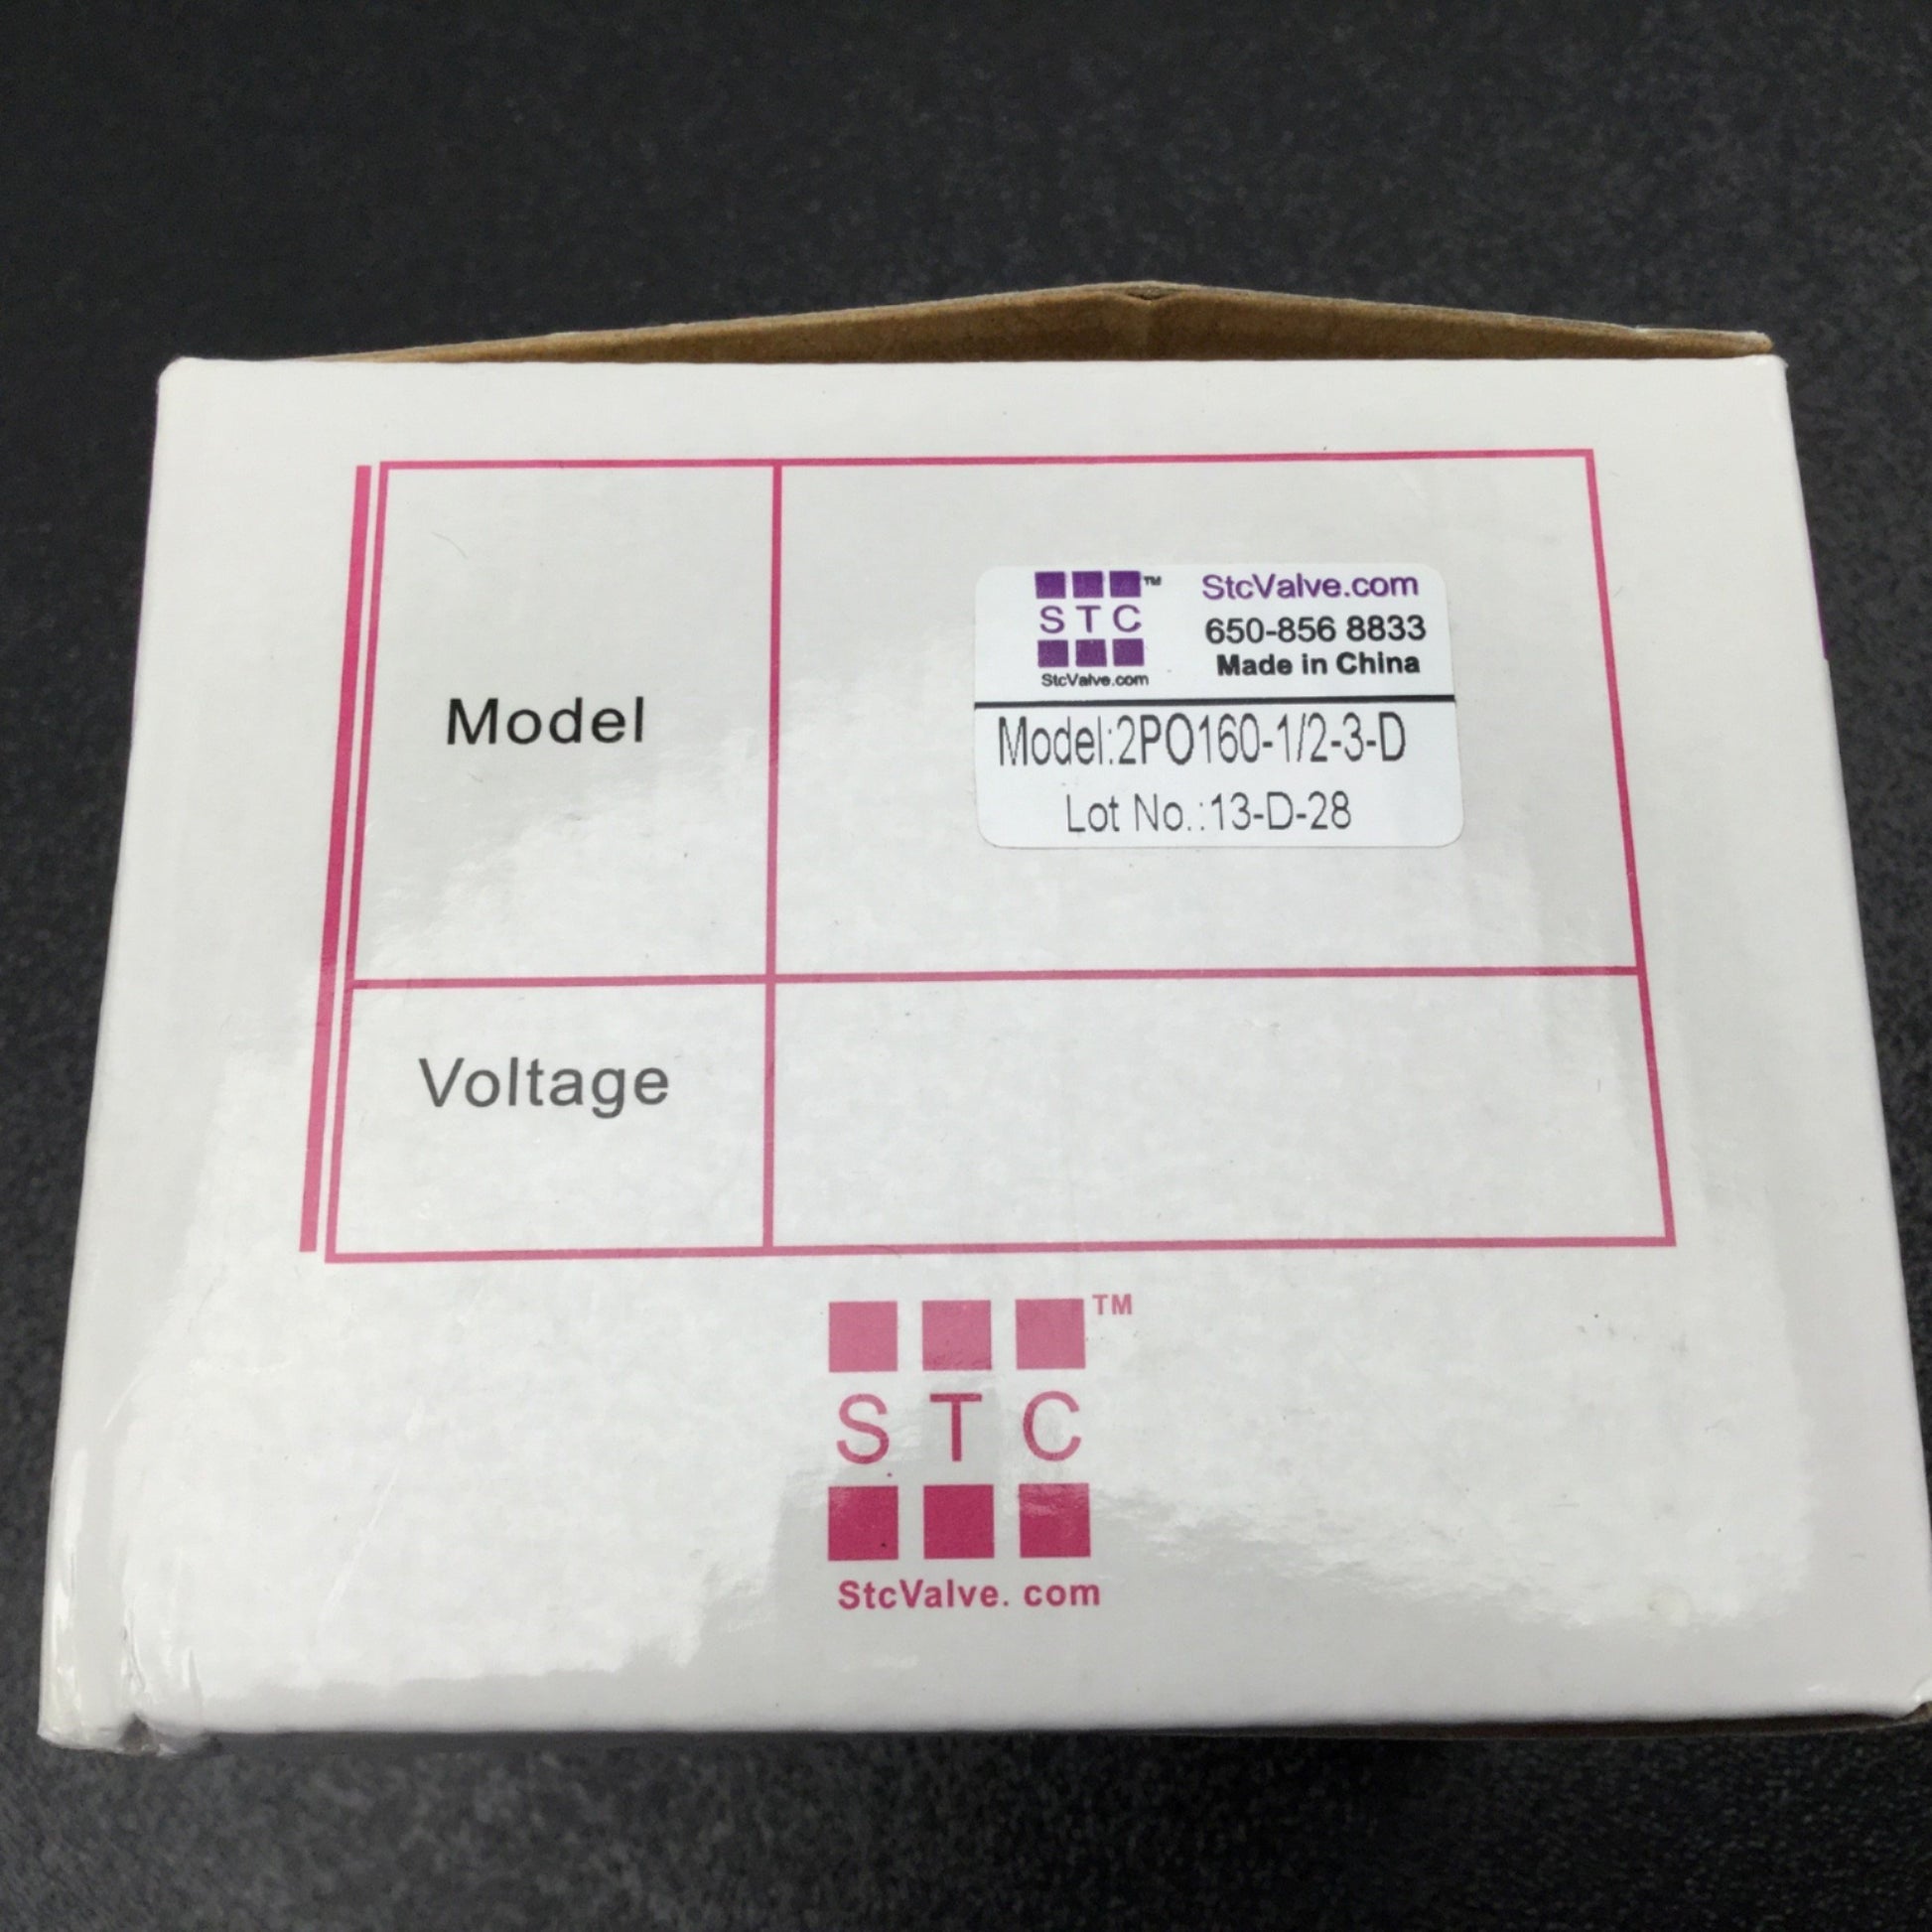 TM
STC
StcValve.com
StcValve.com
650-856 8833
Made in China
Model
Model:2PO160-1/2-3-D
Lot No.:13-D-28
Voltage
TM
STC
StcValve. com